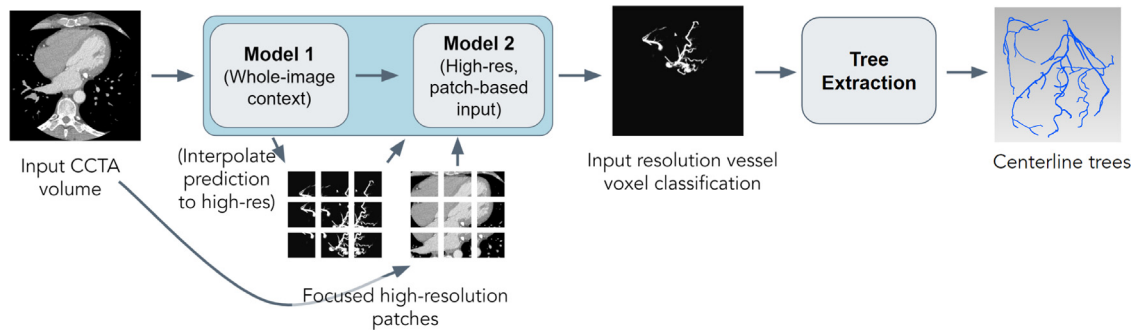 Model 1
(Whole-image
context)
Model 2
(High-res,
patch-based
input)
Tree
Extraction
Input CCTA
volume
(Interpolate
prediction
to high-res)
Input resolution vessel
voxel classification
Centerline trees
Focused high-resolution
patches